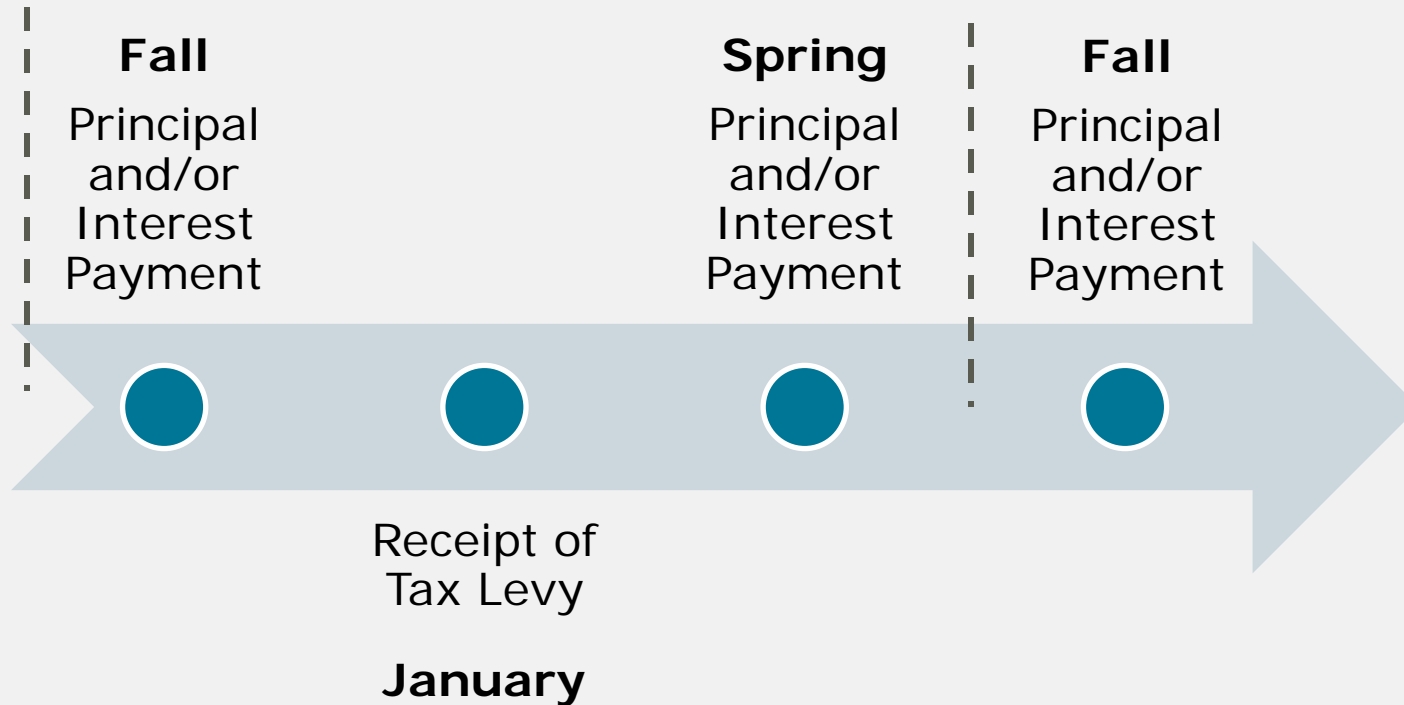 Fall
Principal
and/or
Interest
Payment
Spring
Principal
and/or
Interest
Payment
Fall
Principal
and/or
Interest
Payment
Receipt of
Tax Levy
January